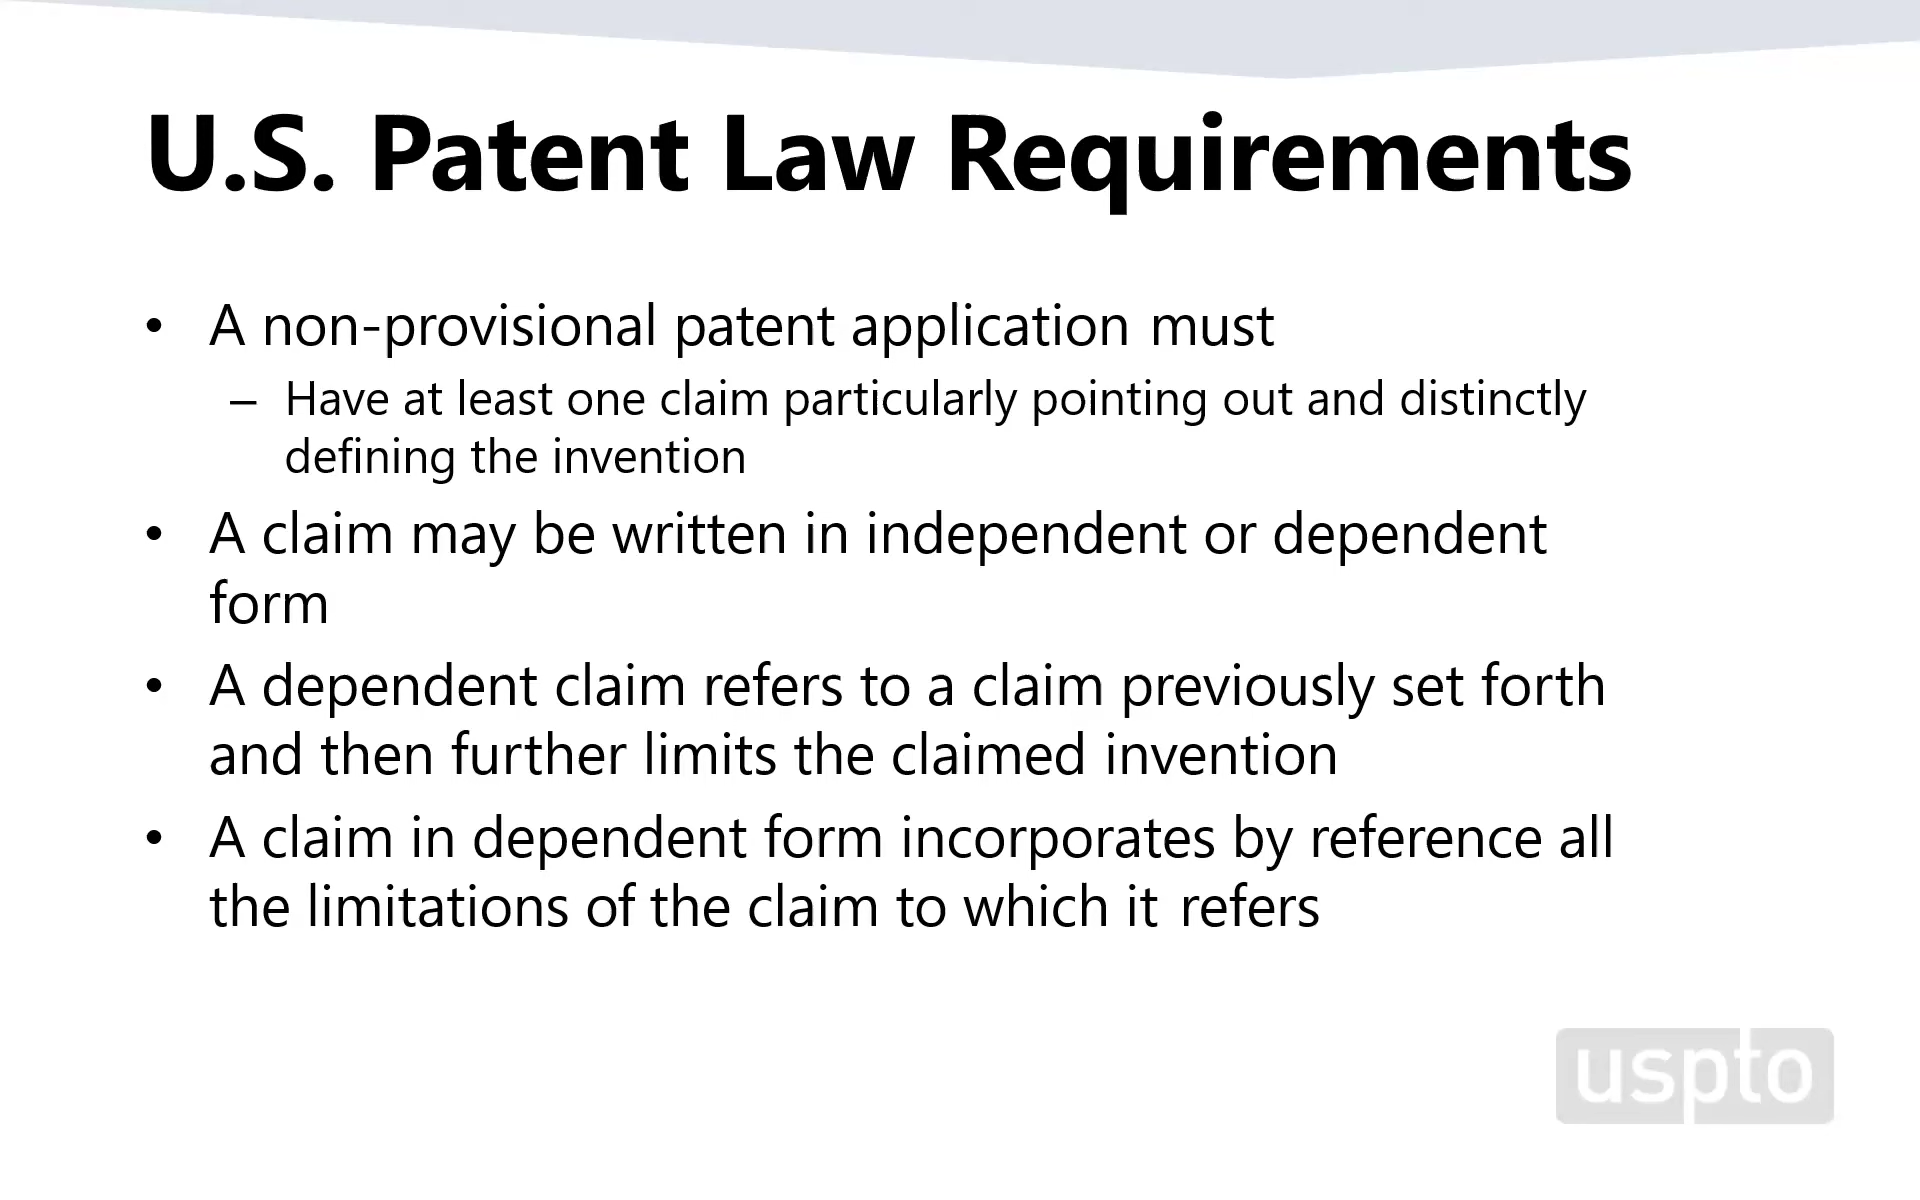 U.S. Patent Law Requirements
• A non-provisional patent application must
– Have at least one claim particularly pointing out and distinctly
defining the invention
• A claim may be written in independent or dependent
form
• A dependent claim refers to a claim previously set forth
and then further limits the claimed invention
• A claim in dependent form incorporates by reference all
the limitations of the claim to which it refers
uspto